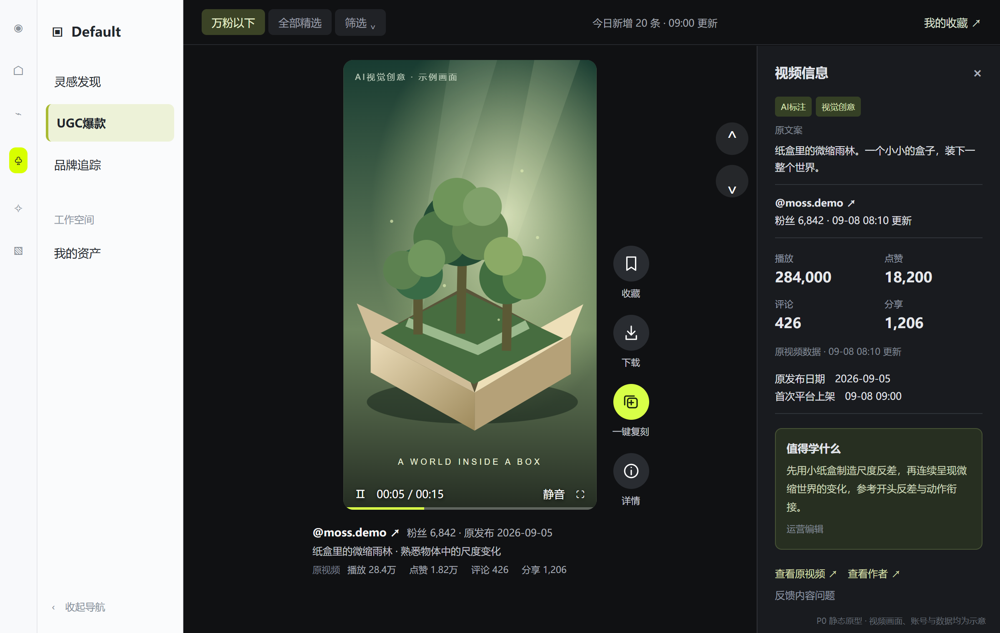 Default
灵感发现
UGC爆款
品牌追踪
工作空间
我的资产
收起导航
万粉以下
全部精选
筛选
今日新增 20 条 · 09:00 更新
我的收藏 ↗
AI视觉创意 · 示例画面
A WORLD INSIDE A BOX
00:05 / 00:15
静音
收藏
下载
一键复刻
详情
@moss.demo ↗ 粉丝 6,842 · 原发布 2026-09-05
纸盒里的微缩雨林 · 熟悉物体中的尺度变化
原视频 播放 28.4万 点赞 1.82万 评论 426 分享 1,206
视频信息
AI标注 视觉创意
原文案
纸盒里的微缩雨林。一个小小的盒子，装下一
整个世界。
@moss.demo ↗
粉丝 6,842 · 09-08 08:10 更新
播放 点赞
284,000 18,200
评论 分享
426 1,206
原视频数据 · 09-08 08:10 更新
原发布日期 2026-09-05
首次平台上架 09-08 09:00
值得学什么
先用小纸盒制造尺度反差，再连续呈现微
缩世界的变化，参考开头反差与动作衔
接。
运营编辑
查看原视频 ↗ 查看作者 ↗
反馈内容问题
P0 静态原型 · 视频画面、账号与数据均为示意